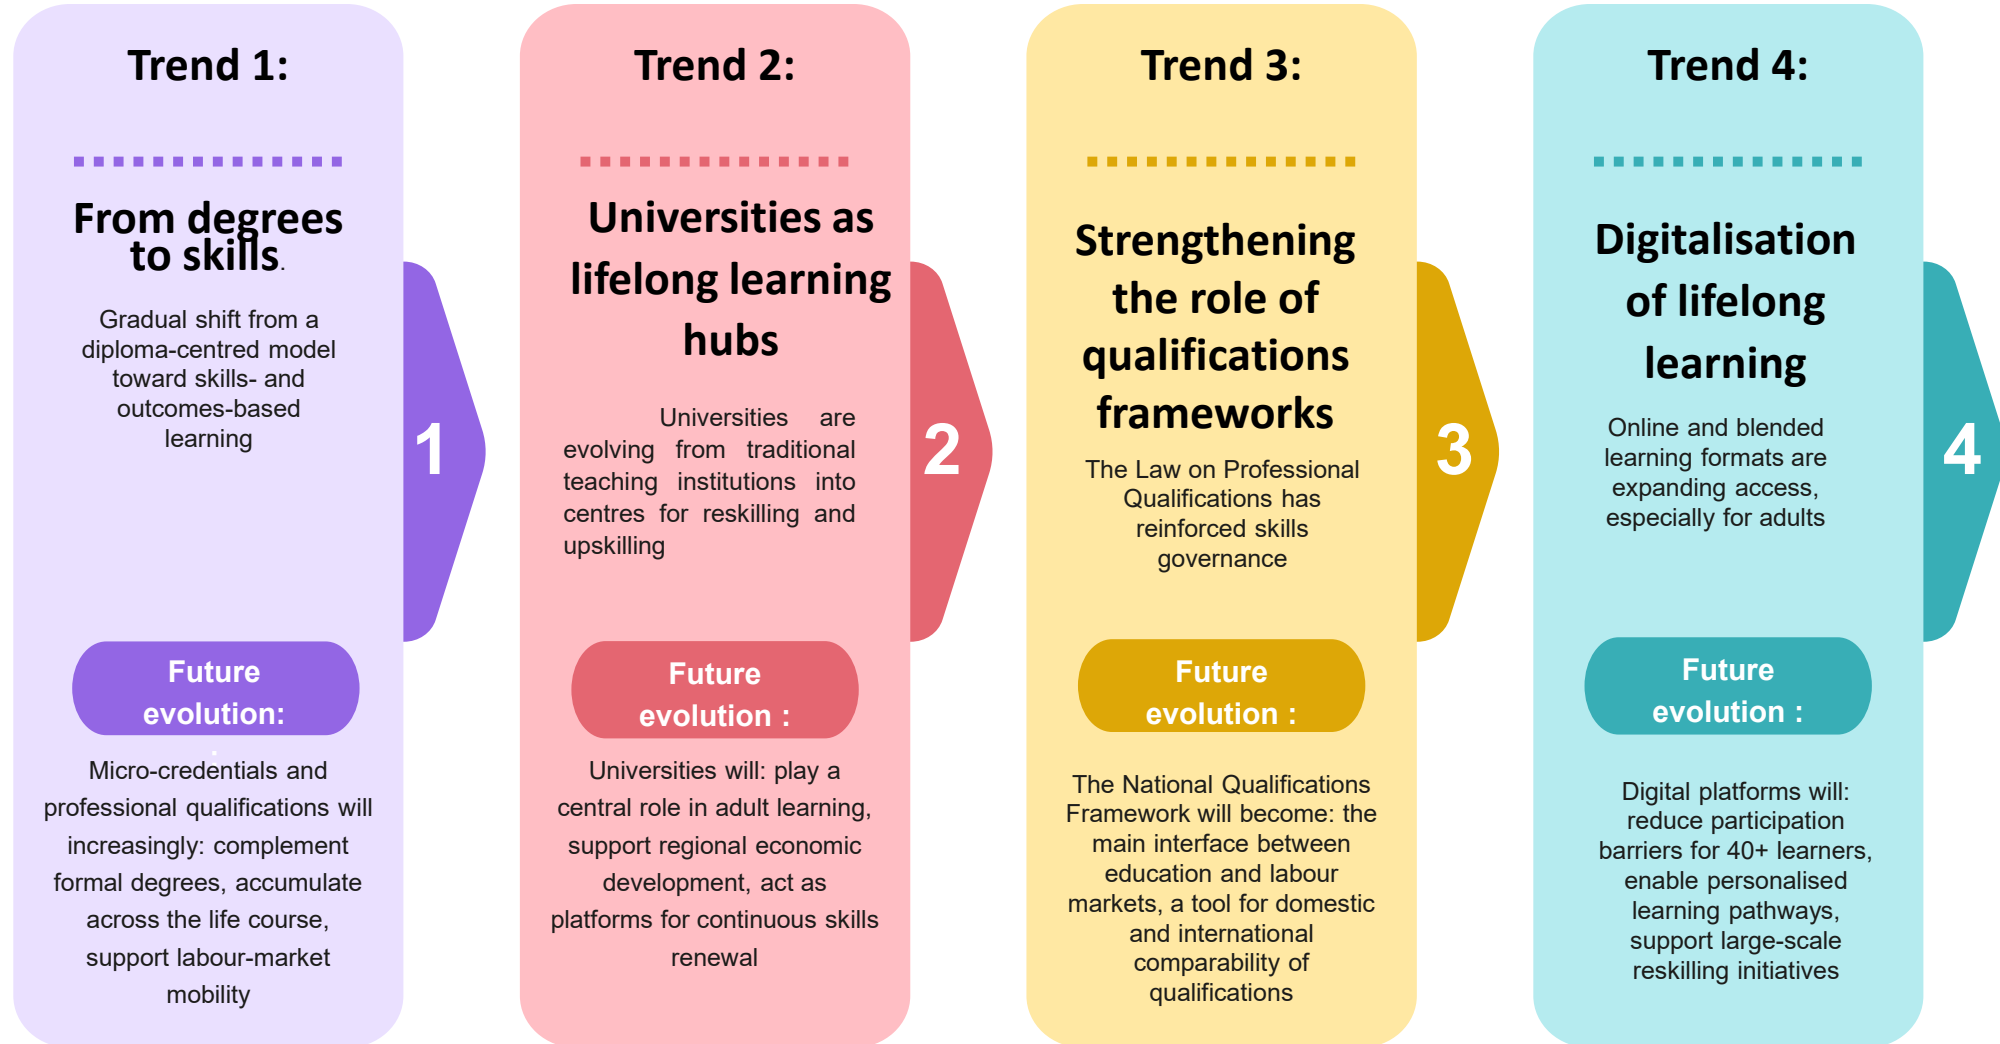 Trend 1:
From degrees
to skills.
Gradual shift from a
diploma-centred model
toward skills- and
outcomes-based
learning
1
Future
evolution:
:
Micro-credentials and
professional qualifications will
increasingly: complement
formal degrees, accumulate
across the life course,
support labour-market
mobility
Trend 2:
Universities as
lifelong learning
hubs
Universities are
evolving from traditional
teaching institutions into
centres for reskilling and
upskilling
2
Future
evolution :
Universities will: play a
central role in adult learning,
support regional economic
development, act as
platforms for continuous skills
renewal
Trend 3:
Strengthening
the role of
qualifications
frameworks
The Law on Professional
Qualifications has
reinforced skills
governance
3
Future
evolution :
The National Qualifications
Framework will become: the
main interface between
education and labour
markets, a tool for domestic
and international
comparability of
qualifications
Trend 4:
Digitalisation
of lifelong
learning
Online and blended
learning formats are
expanding access,
especially for adults
4
Future
evolution :
Digital platforms will:
reduce participation
barriers for 40+ learners,
enable personalised
learning pathways,
support large-scale
reskilling initiatives